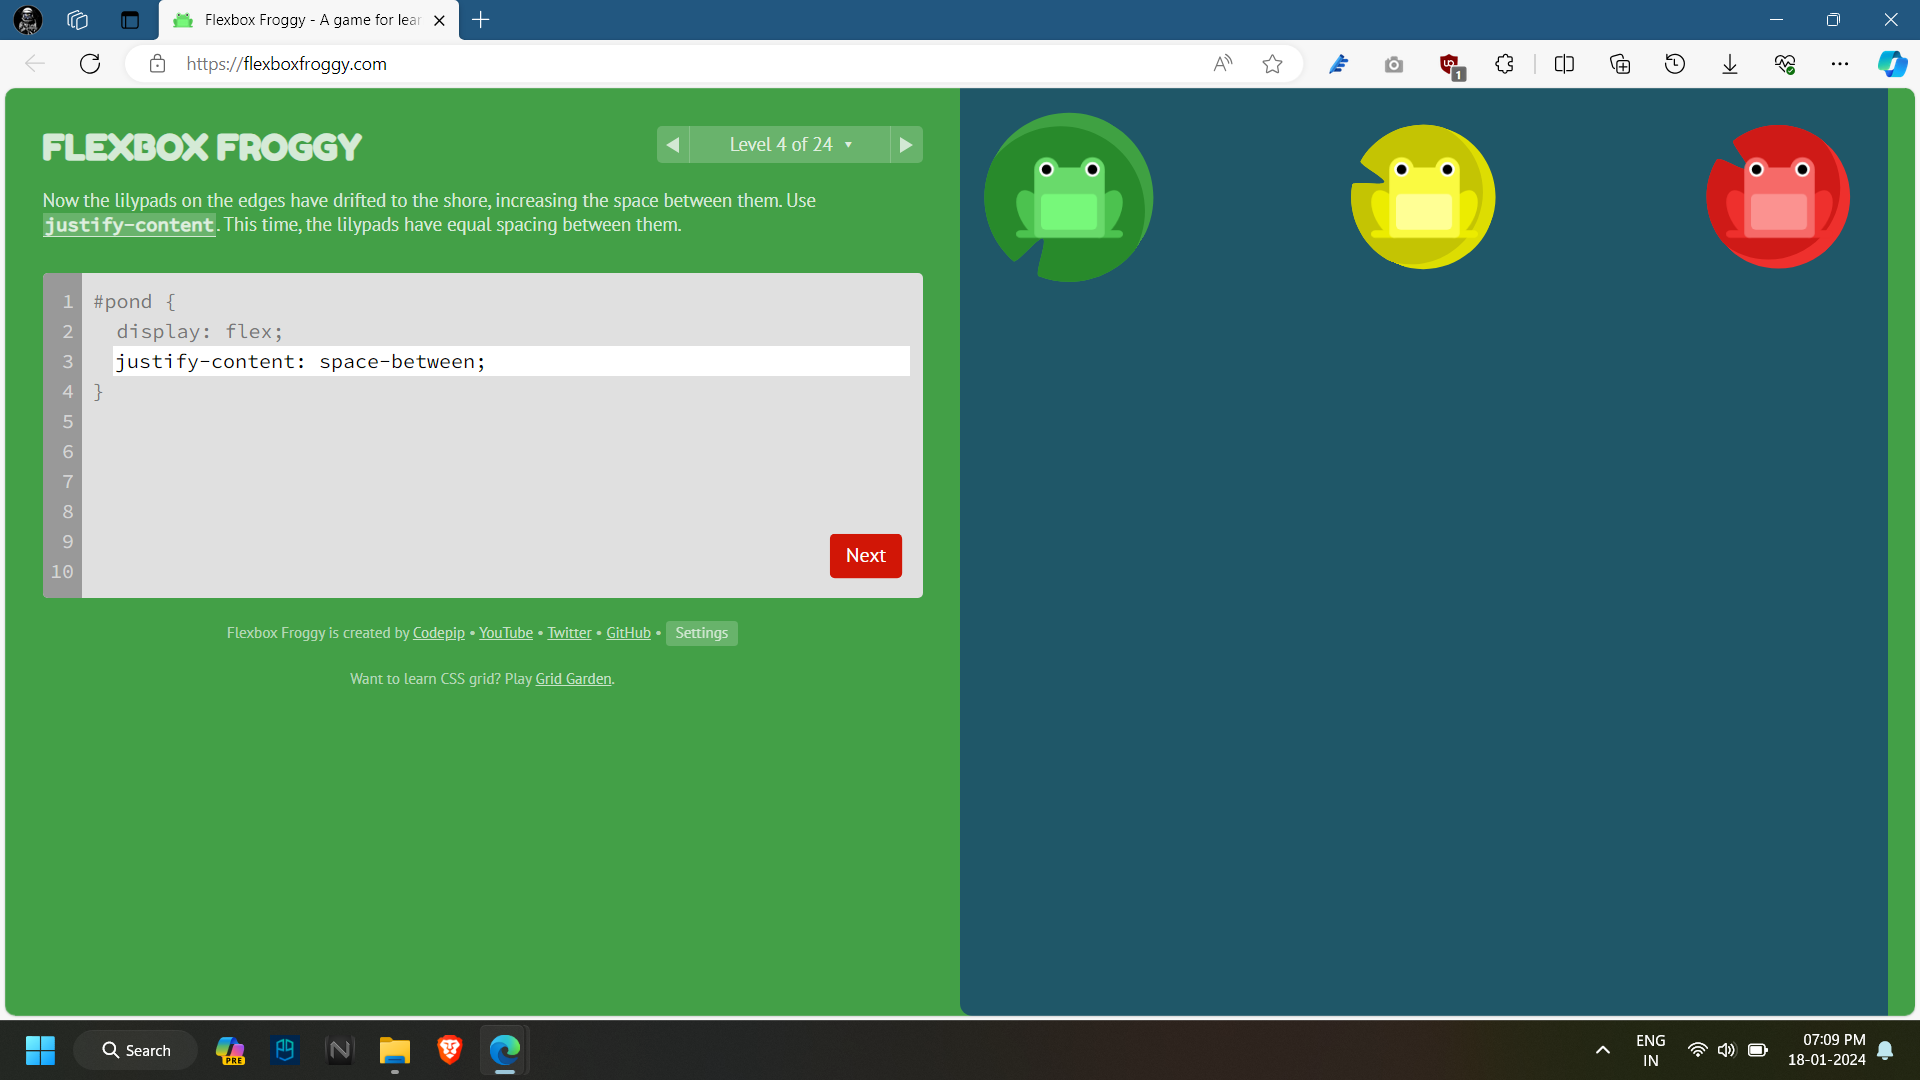 Flexbox Froggy - A game for lear
https://flexboxfroggy.com
1
FLEXBOX FROGGY
◀ Level 4 of 24 ▾ ▶
Now the lilypads on the edges have drifted to the shore, increasing the space between them. Use
justify-content. This time, the lilypads have equal spacing between them.
1 #pond {
2 display: flex;
3 justify-content: space-between;
4 }
5
6
7
8
9
10
Next
Flexbox Froggy is created by Codepip • YouTube • Twitter • GitHub • Settings
Want to learn CSS grid? Play Grid Garden.
Search
PRE
ENG
IN
07:09 PM
18-01-2024